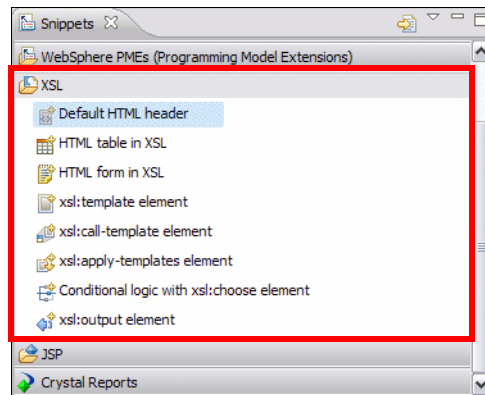 Snippets
WebSphere PMEs (Programming Model Extensions)
XSL
Default HTML header
HTML table in XSL
HTML form in XSL
xsl:template element
xsl:call-template element
xsl:apply-templates element
Conditional logic with xsl:choose element
xsl:output element
JSP
Crystal Reports